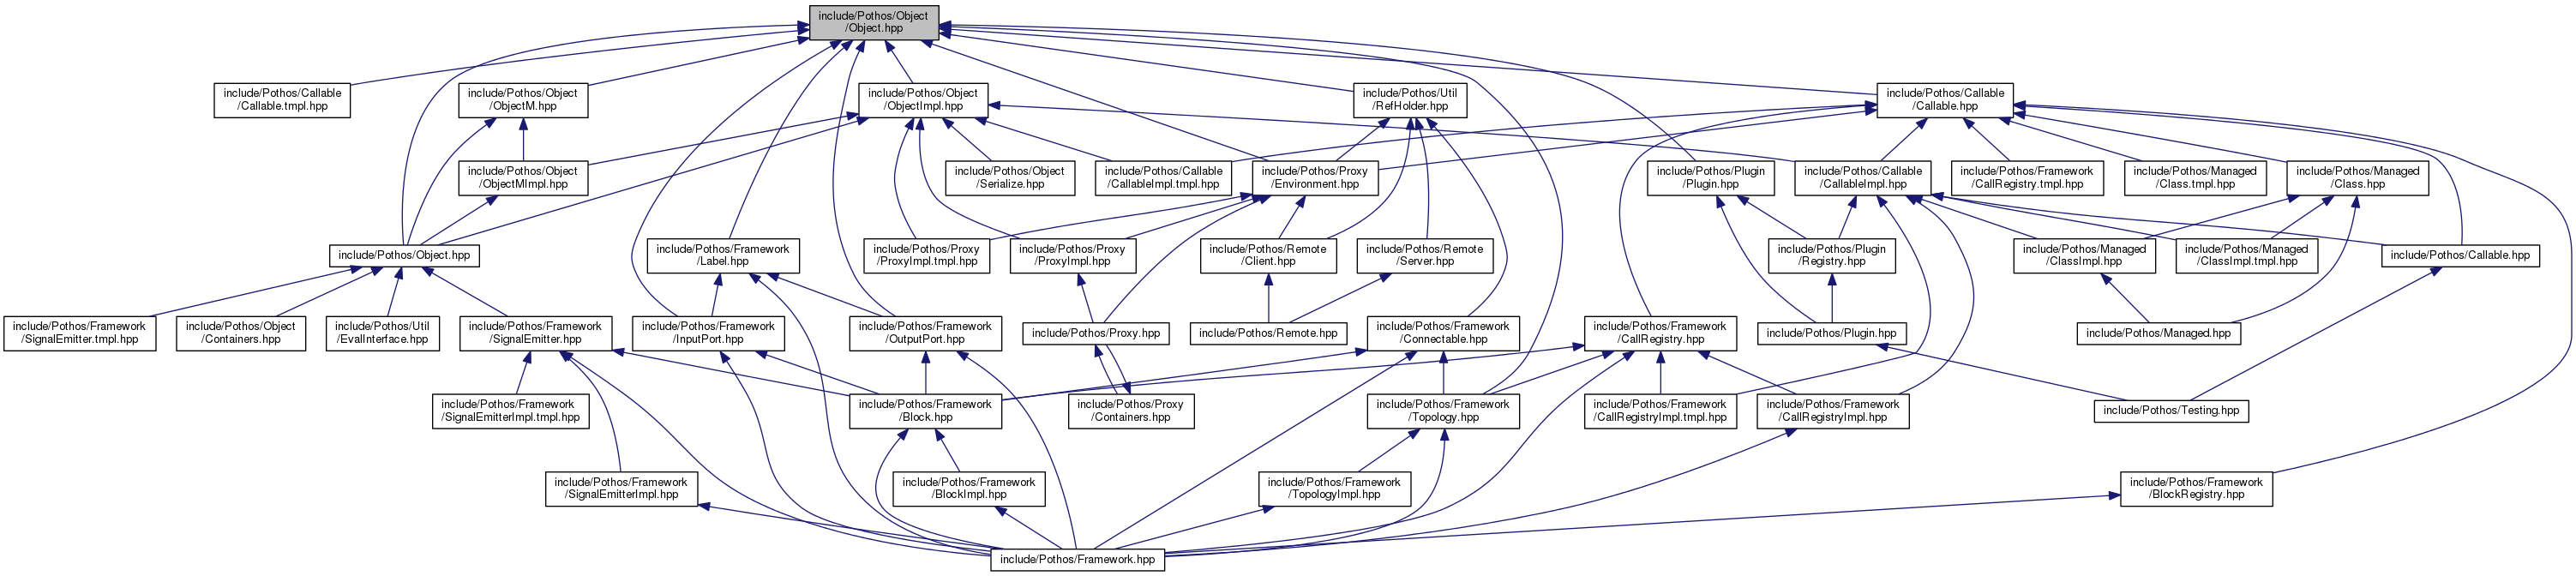 include/Pothos/Object
/Object.hpp
include/Pothos/Callable
/Callable.tmpl.hpp
include/Pothos/Object
/ObjectM.hpp
include/Pothos/Object
/ObjectImpl.hpp
include/Pothos/Util
/RefHolder.hpp
include/Pothos/Callable
/Callable.hpp
include/Pothos/Object
/ObjectMImpl.hpp
include/Pothos/Callable
/CallableImpl.tmpl.hpp
include/Pothos/Object
/Serialize.hpp
include/Pothos/Proxy
/Environment.hpp
include/Pothos/Plugin
/Plugin.hpp
include/Pothos/Callable
/CallableImpl.hpp
include/Pothos/Framework
/CallRegistry.tmpl.hpp
include/Pothos/Managed
/Class.tmpl.hpp
include/Pothos/Managed
/Class.hpp
include/Pothos/Object.hpp
include/Pothos/Framework
/Label.hpp
include/Pothos/Proxy
/ProxyImpl.tmpl.hpp
include/Pothos/Proxy
/ProxyImpl.hpp
include/Pothos/Remote
/Client.hpp
include/Pothos/Remote
/Server.hpp
include/Pothos/Plugin
/Registry.hpp
include/Pothos/Managed
/ClassImpl.hpp
include/Pothos/Managed
/ClassImpl.tmpl.hpp
include/Pothos/Callable.hpp
include/Pothos/Framework
/SignalEmitter.tmpl.hpp
include/Pothos/Object
/Containers.hpp
include/Pothos/Util
/EvalInterface.hpp
include/Pothos/Framework
/SignalEmitter.hpp
include/Pothos/Framework
/InputPort.hpp
include/Pothos/Framework
/OutputPort.hpp
include/Pothos/Proxy.hpp
include/Pothos/Remote.hpp
include/Pothos/Framework
/Connectable.hpp
include/Pothos/Framework
/CallRegistry.hpp
include/Pothos/Plugin.hpp
include/Pothos/Managed.hpp
include/Pothos/Framework
/SignalEmitterImpl.tmpl.hpp
include/Pothos/Framework
/Block.hpp
include/Pothos/Proxy
/Containers.hpp
include/Pothos/Framework
/Topology.hpp
include/Pothos/Framework
/CallRegistryImpl.tmpl.hpp
include/Pothos/Framework
/CallRegistryImpl.hpp
include/Pothos/Testing.hpp
include/Pothos/Framework
/SignalEmitterImpl.hpp
include/Pothos/Framework
/BlockImpl.hpp
include/Pothos/Framework
/TopologyImpl.hpp
include/Pothos/Framework
/BlockRegistry.hpp
include/Pothos/Framework.hpp